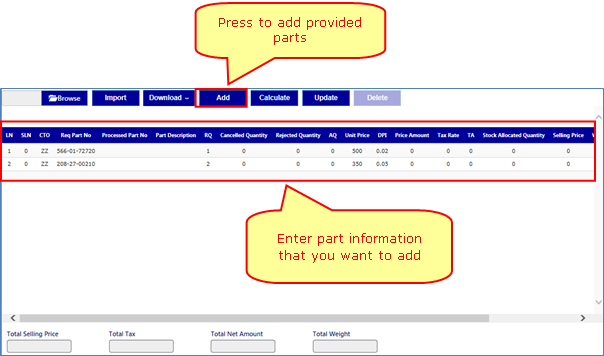 Press to add provided
parts
Browse Import Download Add Calculate Update Delete
LN SLN CTO Req Part No Processed Part No Part Description RQ Cancelled Quantity Rejected Quantity AQ Unit Price DPI Price Amount Tax Rate TA Stock Allocated Quantity Selling Price
1 0 ZZ 566-01-72720 1 0 0 0 500 0.02 0 0 0 0 0
2 0 ZZ 208-27-00210 2 0 0 0 350 0.05 0 0 0 0 0
Enter part information
that you want to add
Total Selling Price Total Tax Total Net Amount Total Weight